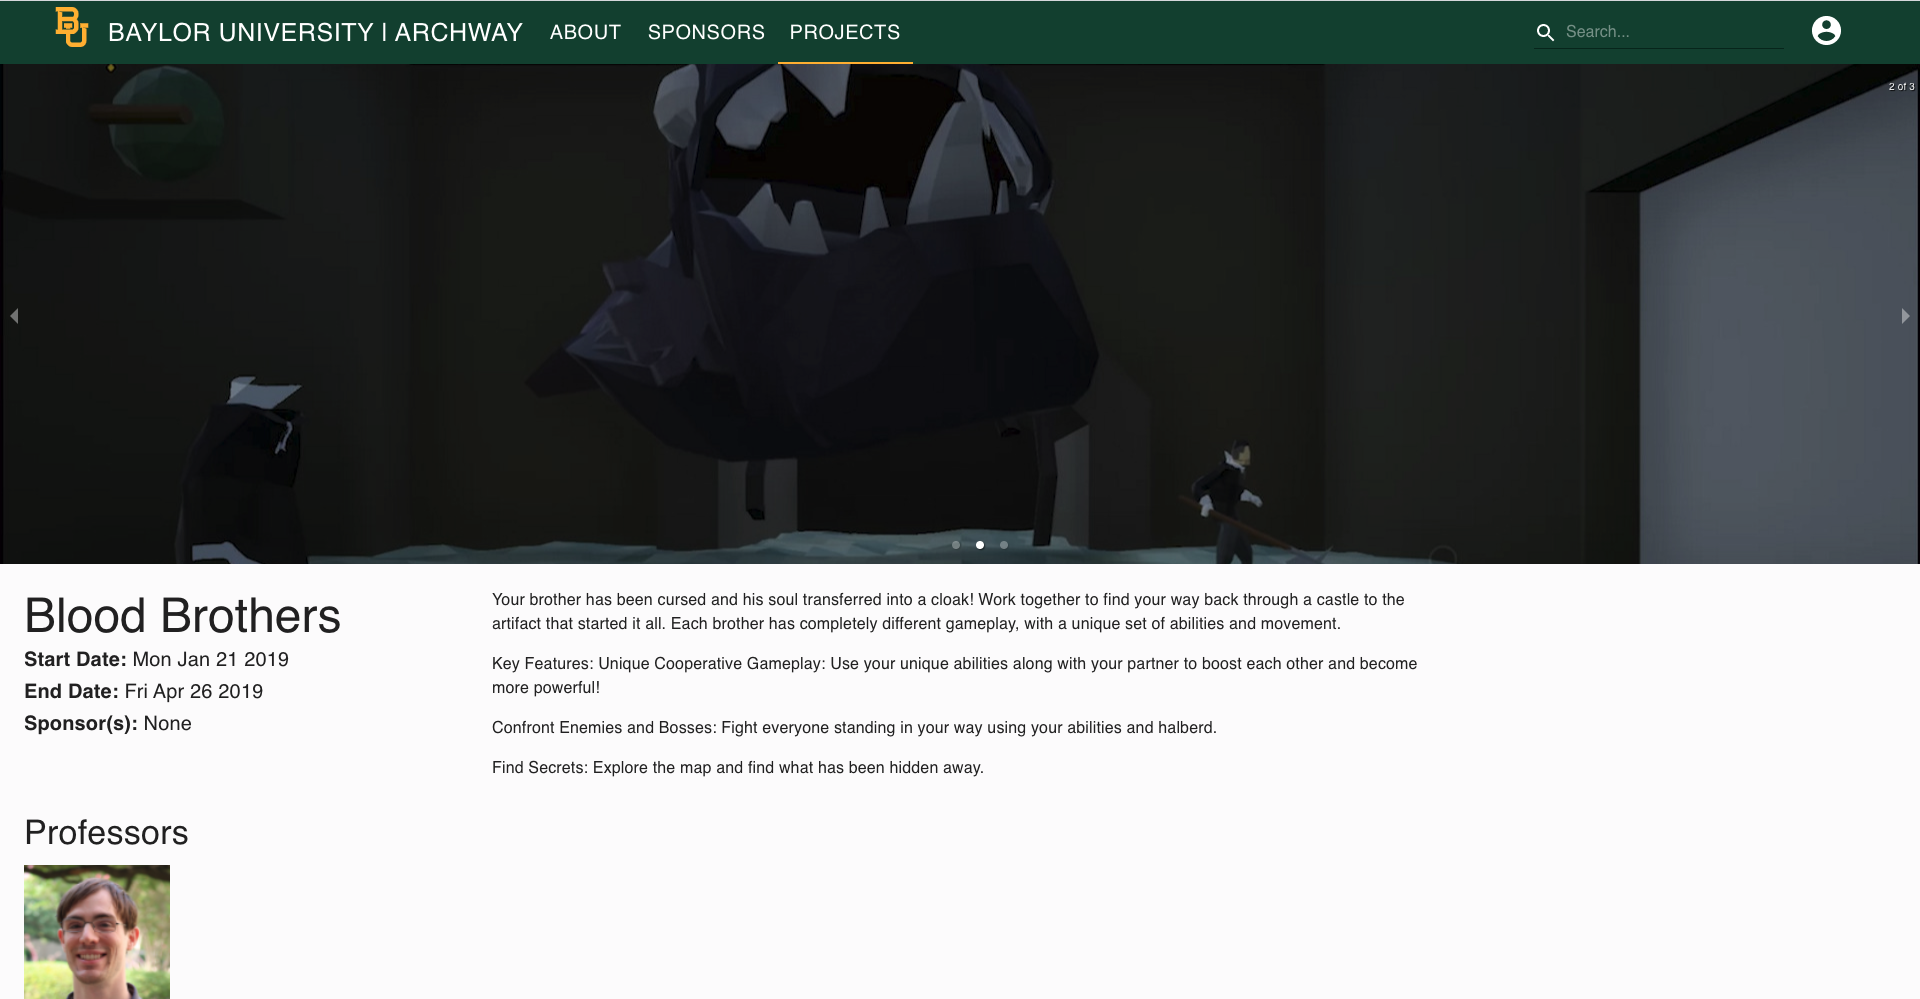 BU BAYLOR UNIVERSITY | ARCHWAY ABOUT SPONSORS PROJECTS Search...
2 of 3
Blood Brothers
Start Date: Mon Jan 21 2019
End Date: Fri Apr 26 2019
Sponsor(s): None
Your brother has been cursed and his soul transferred into a cloak! Work together to find your way back through a castle to the
artifact that started it all. Each brother has completely different gameplay, with a unique set of abilities and movement.
Key Features: Unique Cooperative Gameplay: Use your unique abilities along with your partner to boost each other and become
more powerful!
Confront Enemies and Bosses: Fight everyone standing in your way using your abilities and halberd.
Find Secrets: Explore the map and find what has been hidden away.
Professors